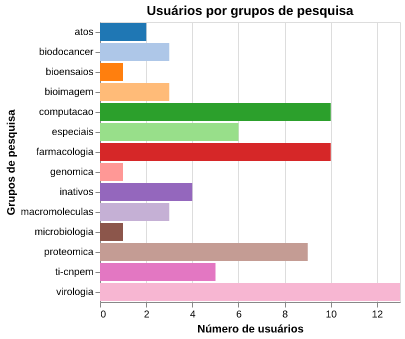 Usuários por grupos de pesquisa
Grupos de pesquisa
atos
biodocancer
bioensaios
bioimagem
computacao
especiais
farmacologia
genomica
inativos
macromoleculas
microbiologia
proteomica
ti-cnpem
virologia
0 2 4 6 8 10 12
Número de usuários